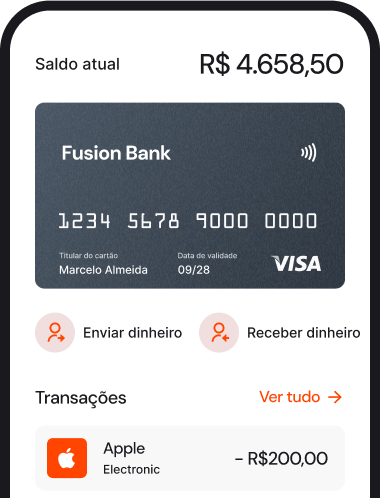 Saldo atual R$ 4.658,50
Fusion Bank
1234 5678 9000 0000
Titular do cartão Data de validade
Marcelo Almeida 09/28 VISA
Enviar dinheiro Receber dinheiro
Transações Ver tudo →
Apple
Electronic
- R$200,00